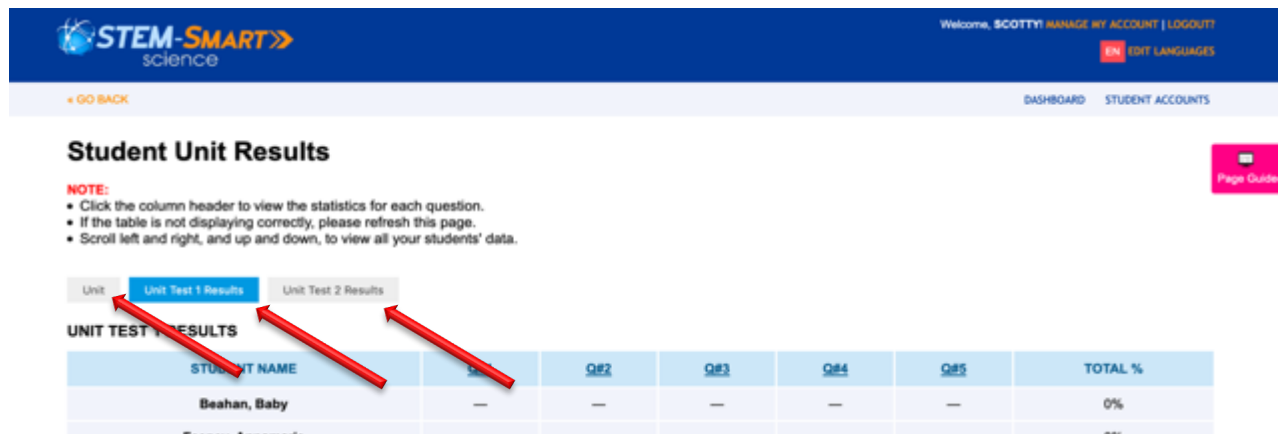 STEM-SMART»
science
Welcome, SCOTTY! MANAGE MY ACCOUNT | LOGOUT?
EN EDIT LANGUAGES
« GO BACK
DASHBOARD STUDENT ACCOUNTS
Student Unit Results
Page Guide
NOTE:
• Click the column header to view the statistics for each question.
• If the table is not displaying correctly, please refresh this page.
• Scroll left and right, and up and down, to view all your students' data.
Unit Unit Test 1 Results Unit Test 2 Results
UNIT TEST RESULTS
STUDENT NAME Q#2 Q#3 Q#4 Q#5 TOTAL %
Beahan, Baby — — — — — 0%